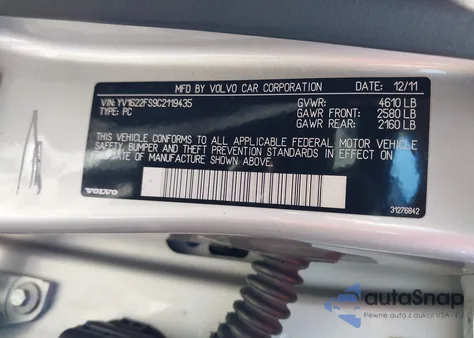 MFD BY VOLVO CAR CORPORATION DATE: 12/11
VIN: YV1622FS9C2119435 GVWR: 4610 LB
TYPE: PC GAWR FRONT: 2580 LB
GAWR REAR: 2160 LB
THIS VEHICLE CONFORMS TO ALL APPLICABLE FEDERAL MOTOR VEHICLE
SAFETY, BUMPER AND THEFT PREVENTION STANDARDS IN EFFECT ON
DATE OF MANUFACTURE SHOWN ABOVE.
VOLVO 31276842
autoSnap
Pewne auto z aukcji USA i EU